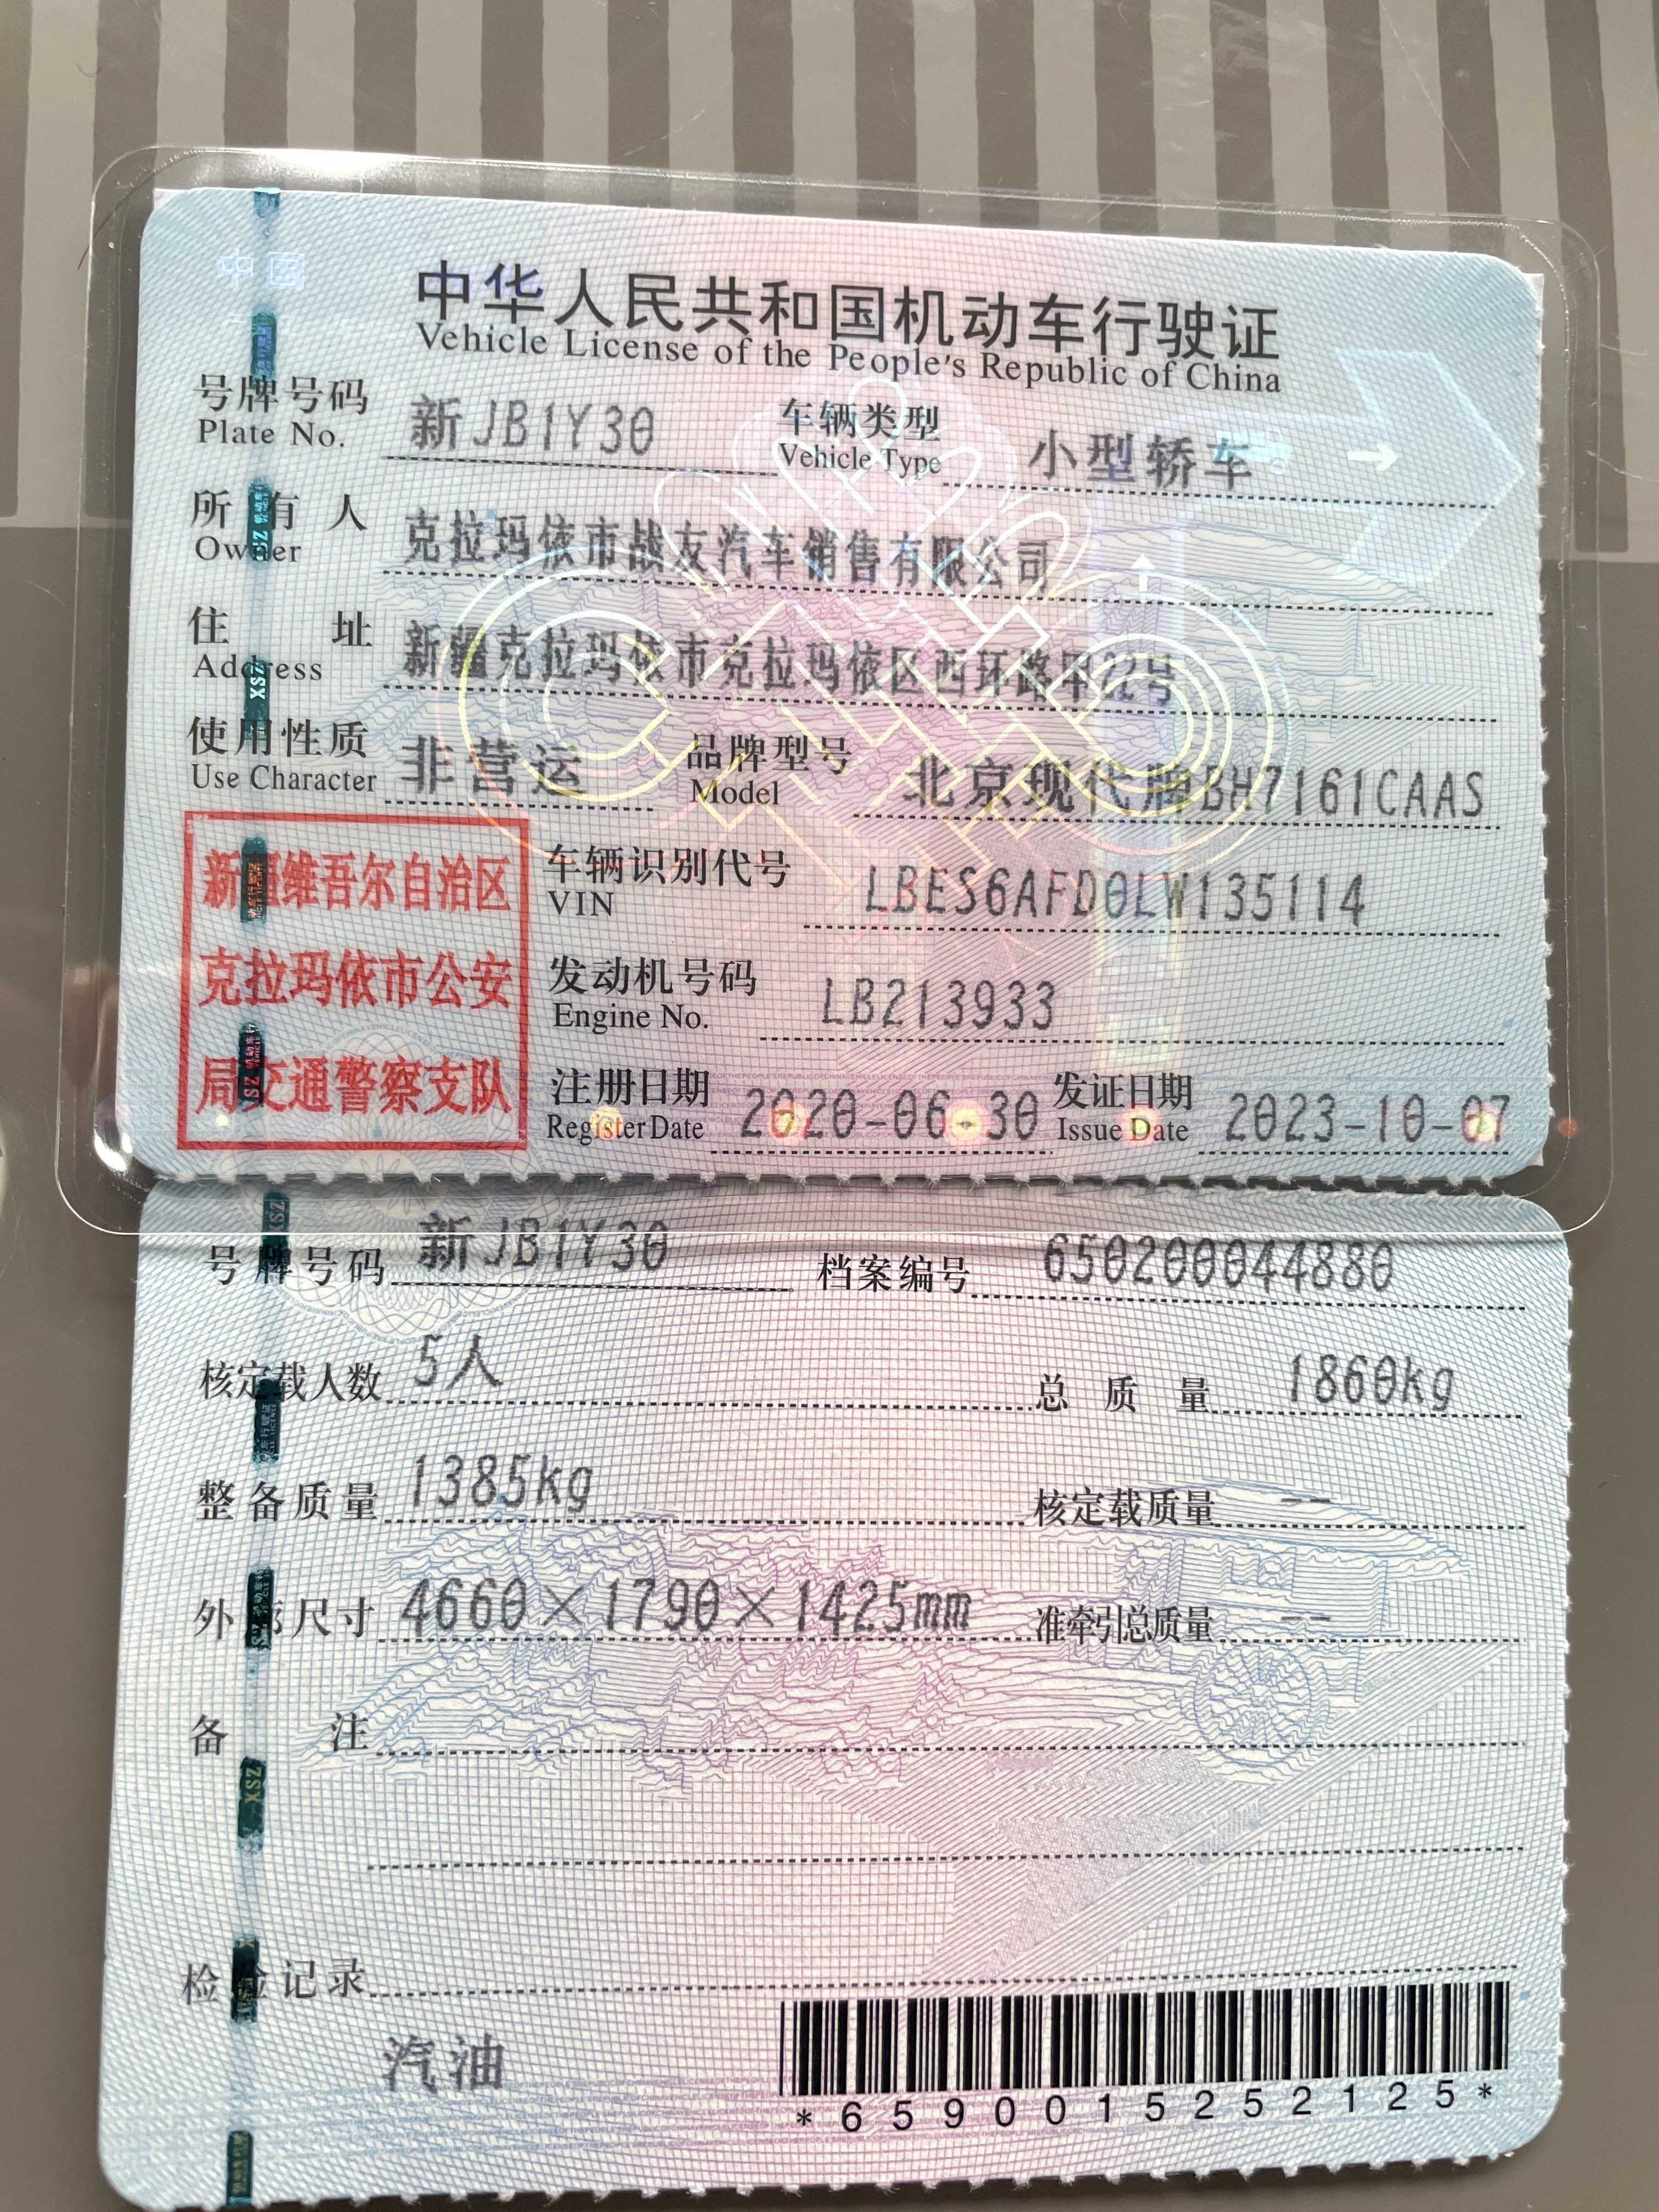 中国
中华人民共和国机动车行驶证
Vehicle License of the People's Republic of China
号牌号码 新JB1Y30 车辆类型 小型轿车
Plate No. Vehicle Type
所有人 克拉玛依市战友汽车销售有限公司
Owner
住址 新疆克拉玛依市克拉玛依区西环路甲22号
Address
使用性质 非营运 品牌型号 北京现代牌BH7161CAAS
Use Character Model
新疆维吾尔自治区
克拉玛依市公安
局交通警察支队
车辆识别代号 LBES6AFD0LW135114
VIN
发动机号码 LB213933
Engine No.
注册日期 2020-06-30 发证日期 2023-10-07
Register Date Issue Date
号牌号码 新JB1Y30 档案编号 650200044880
核定载人数 5人 总质量 1860kg
整备质量 1385kg 核定载质量 --
外部尺寸 4660×1790×1425mm 准牵引总质量 --
备注
检验记录
汽油
*6590015252125*